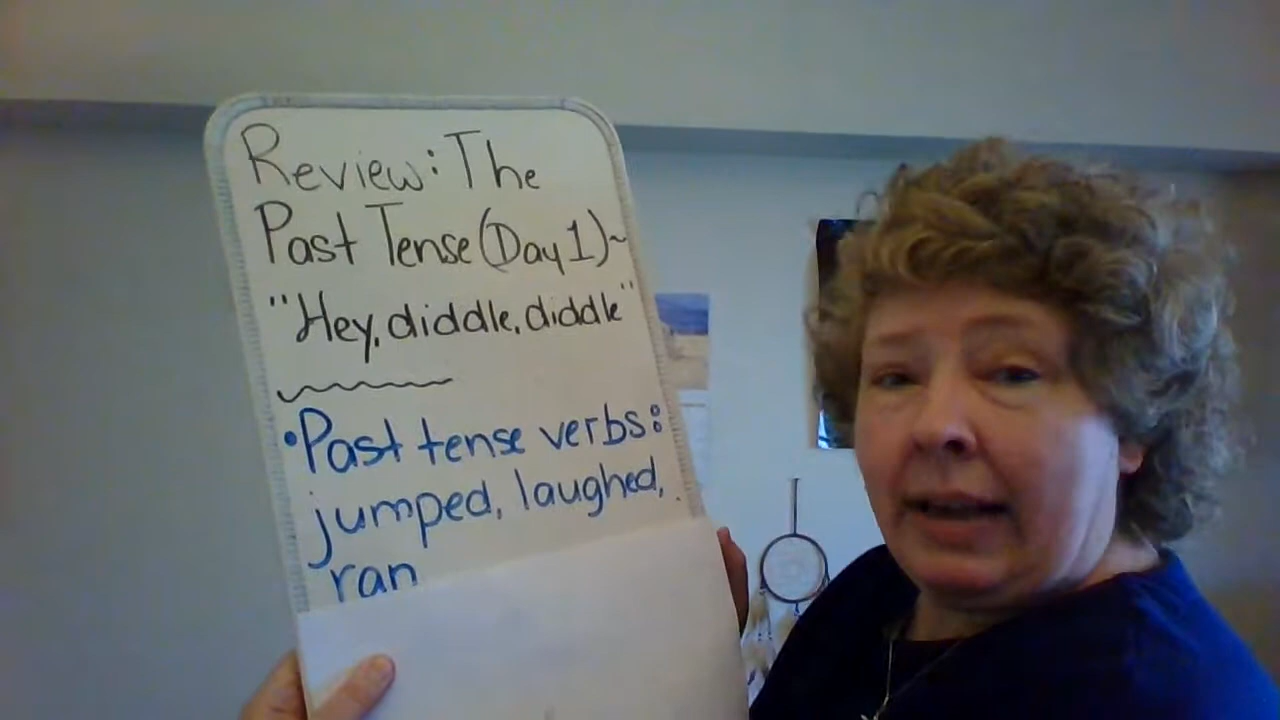 Review: The
Past Tense (Day 1)~
"Hey, diddle, diddle"
•Past tense verbs:
jumped, laughed,
ran